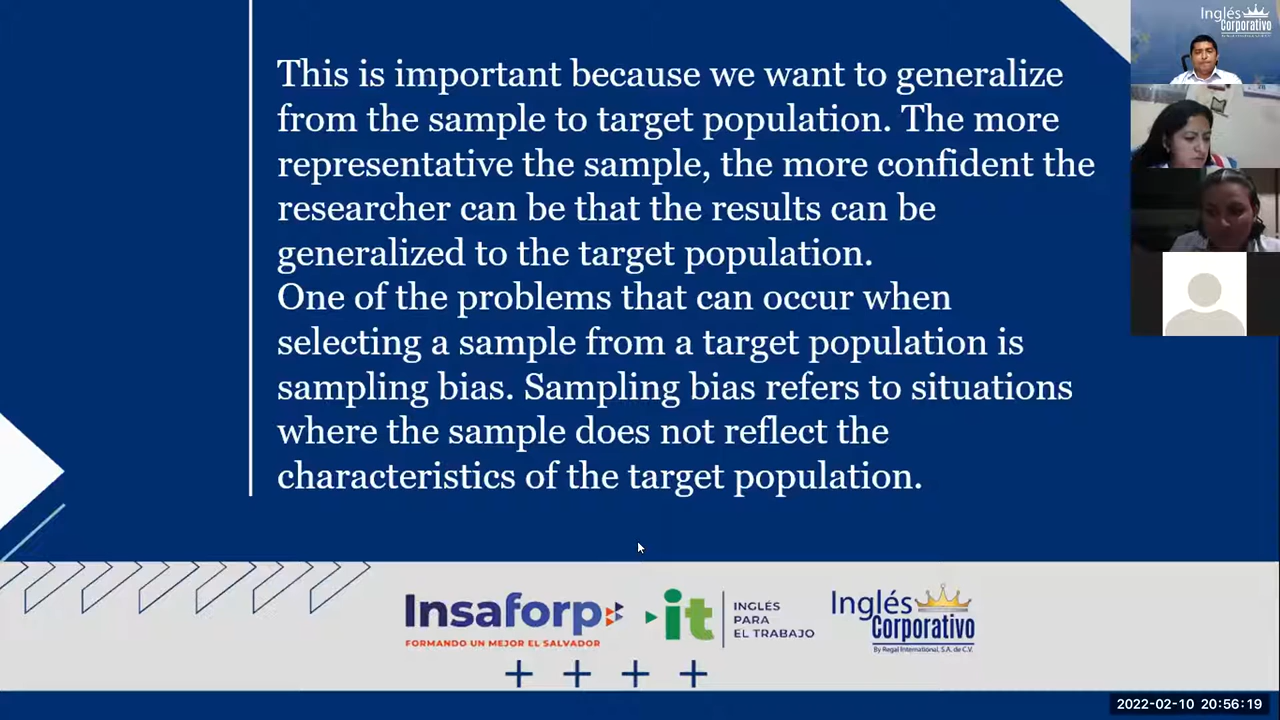 This is important because we want to generalize
from the sample to target population. The more
representative the sample, the more confident the
researcher can be that the results can be
generalized to the target population.
One of the problems that can occur when
selecting a sample from a target population is
sampling bias. Sampling bias refers to situations
where the sample does not reflect the
characteristics of the target population.
Inglés
Corporativo
Insaforp
FORMANDO UN MEJOR EL SALVADOR
it
INGLÉS
PARA
EL TRABAJO
Inglés
Corporativo
By Regal International, S.A. de C.V.
2022-02-10 20:56:19